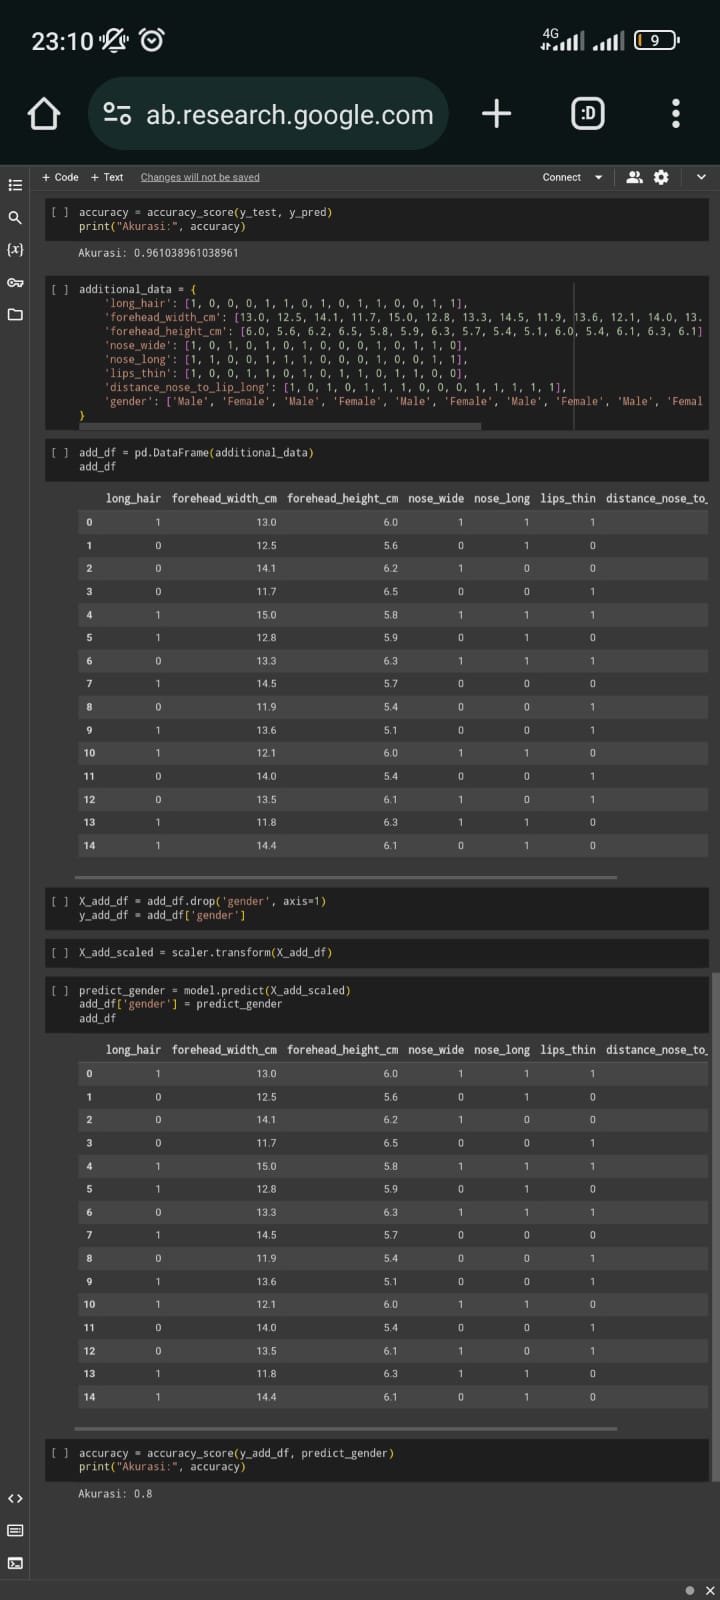 23:10
4G
9
ab.research.google.com
:D
+ Code + Text Changes will not be saved Connect
[ ] accuracy = accuracy_score(y_test, y_pred)
print("Akurasi:", accuracy)
Akurasi: 0.961038961038961
{x}
[ ] additional_data = {
'long_hair': [1, 0, 0, 0, 1, 1, 0, 1, 0, 1, 1, 0, 0, 1, 1],
'forehead_width_cm': [13.0, 12.5, 14.1, 11.7, 15.0, 12.8, 13.3, 14.5, 11.9, 13.6, 12.1, 14.0, 13.
'forehead_height_cm': [6.0, 5.6, 6.2, 6.5, 5.8, 5.9, 6.3, 5.7, 5.4, 5.1, 6.0, 5.4, 6.1, 6.3, 6.1]
'nose_wide': [1, 0, 1, 0, 1, 0, 1, 0, 0, 0, 1, 0, 1, 1, 0],
'nose_long': [1, 1, 0, 0, 1, 1, 1, 0, 0, 0, 1, 0, 0, 1, 1],
'lips_thin': [1, 0, 0, 1, 1, 0, 1, 0, 1, 1, 0, 1, 1, 0, 0],
'distance_nose_to_lip_long': [1, 0, 1, 0, 1, 1, 1, 0, 0, 0, 1, 1, 1, 1, 1],
'gender': ['Male', 'Female', 'Male', 'Female', 'Male', 'Female', 'Male', 'Female', 'Male', 'Femal
}
[ ] add_df = pd.DataFrame(additional_data)
add_df
long_hair forehead_width_cm forehead_height_cm nose_wide nose_long lips_thin distance_nose_to_
0 1 13.0 6.0 1 1 1
1 0 12.5 5.6 0 1 0
2 0 14.1 6.2 1 0 0
3 0 11.7 6.5 0 0 1
4 1 15.0 5.8 1 1 1
5 1 12.8 5.9 0 1 0
6 0 13.3 6.3 1 1 1
7 1 14.5 5.7 0 0 0
8 0 11.9 5.4 0 0 1
9 1 13.6 5.1 0 0 1
10 1 12.1 6.0 1 1 0
11 0 14.0 5.4 0 0 1
12 0 13.5 6.1 1 0 1
13 1 11.8 6.3 1 1 0
14 1 14.4 6.1 0 1 0
[ ] X_add_df = add_df.drop('gender', axis=1)
y_add_df = add_df['gender']
[ ] X_add_scaled = scaler.transform(X_add_df)
[ ] predict_gender = model.predict(X_add_scaled)
add_df['gender'] = predict_gender
add_df
long_hair forehead_width_cm forehead_height_cm nose_wide nose_long lips_thin distance_nose_to_
0 1 13.0 6.0 1 1 1
1 0 12.5 5.6 0 1 0
2 0 14.1 6.2 1 0 0
3 0 11.7 6.5 0 0 1
4 1 15.0 5.8 1 1 1
5 1 12.8 5.9 0 1 0
6 0 13.3 6.3 1 1 1
7 1 14.5 5.7 0 0 0
8 0 11.9 5.4 0 0 1
9 1 13.6 5.1 0 0 1
10 1 12.1 6.0 1 1 0
11 0 14.0 5.4 0 0 1
12 0 13.5 6.1 1 0 1
13 1 11.8 6.3 1 1 0
14 1 14.4 6.1 0 1 0
[ ] accuracy = accuracy_score(y_add_df, predict_gender)
print("Akurasi:", accuracy)
Akurasi: 0.8